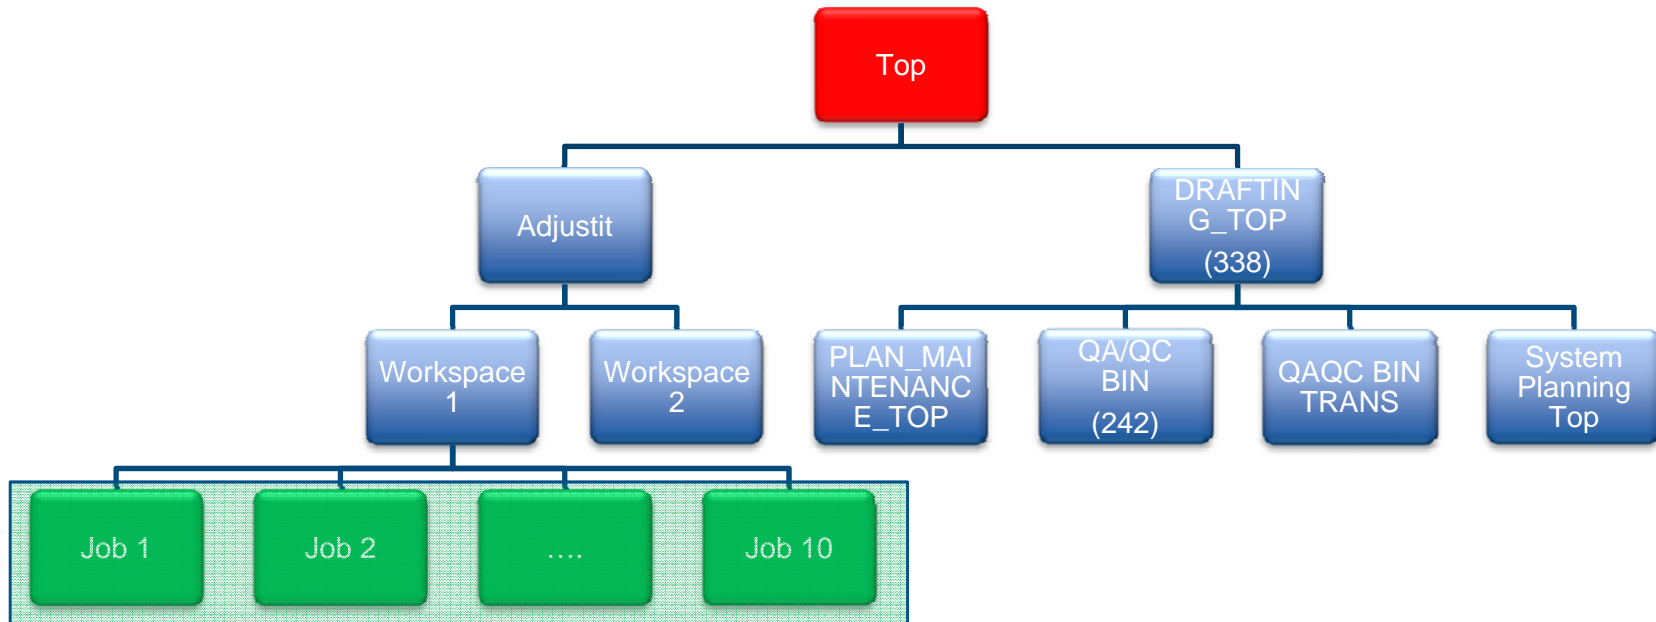 Top
Adjustit
DRAFTIN
G_TOP
(338)
Workspace
1
Workspace
2
PLAN_MAI
NTENANC
E_TOP
QA/QC
BIN
(242)
QAQC BIN
TRANS
System
Planning
Top
Job 1
Job 2
....
Job 10